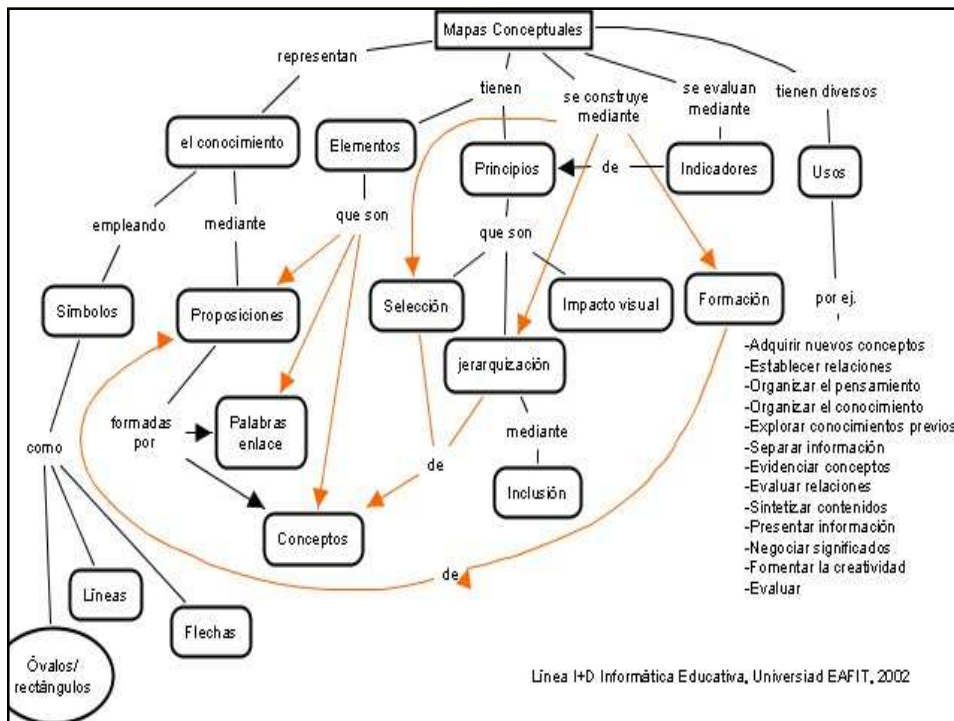 Mapas Conceptuales
representan
tienen
se construye
mediante
se evaluan
mediante
tienen diversos
el conocimiento
Elementos
Principios
de
Indicadores
Usos
empleando
mediante
que son
que son
Símbolos
Proposiciones
Selección
Impacto visual
Formación
por ej.
jerarquización
formadas
por
Palabras
enlace
como
de
mediante
Inclusión
Conceptos
-Adquirir nuevos conceptos
-Establecer relaciones
-Organizar el pensamiento
-Organizar el conocimiento
-Explorar conocimientos previos
-Separar información
-Evidenciar conceptos
-Evaluar relaciones
-Sintetizar contenidos
-Presentar información
-Negociar significados
-Fomentar la creatividad
-Evaluar
de
Líneas
Flechas
Óvalos/
rectángulos
Línea I+D Informática Educativa, Universiad EAFIT, 2002